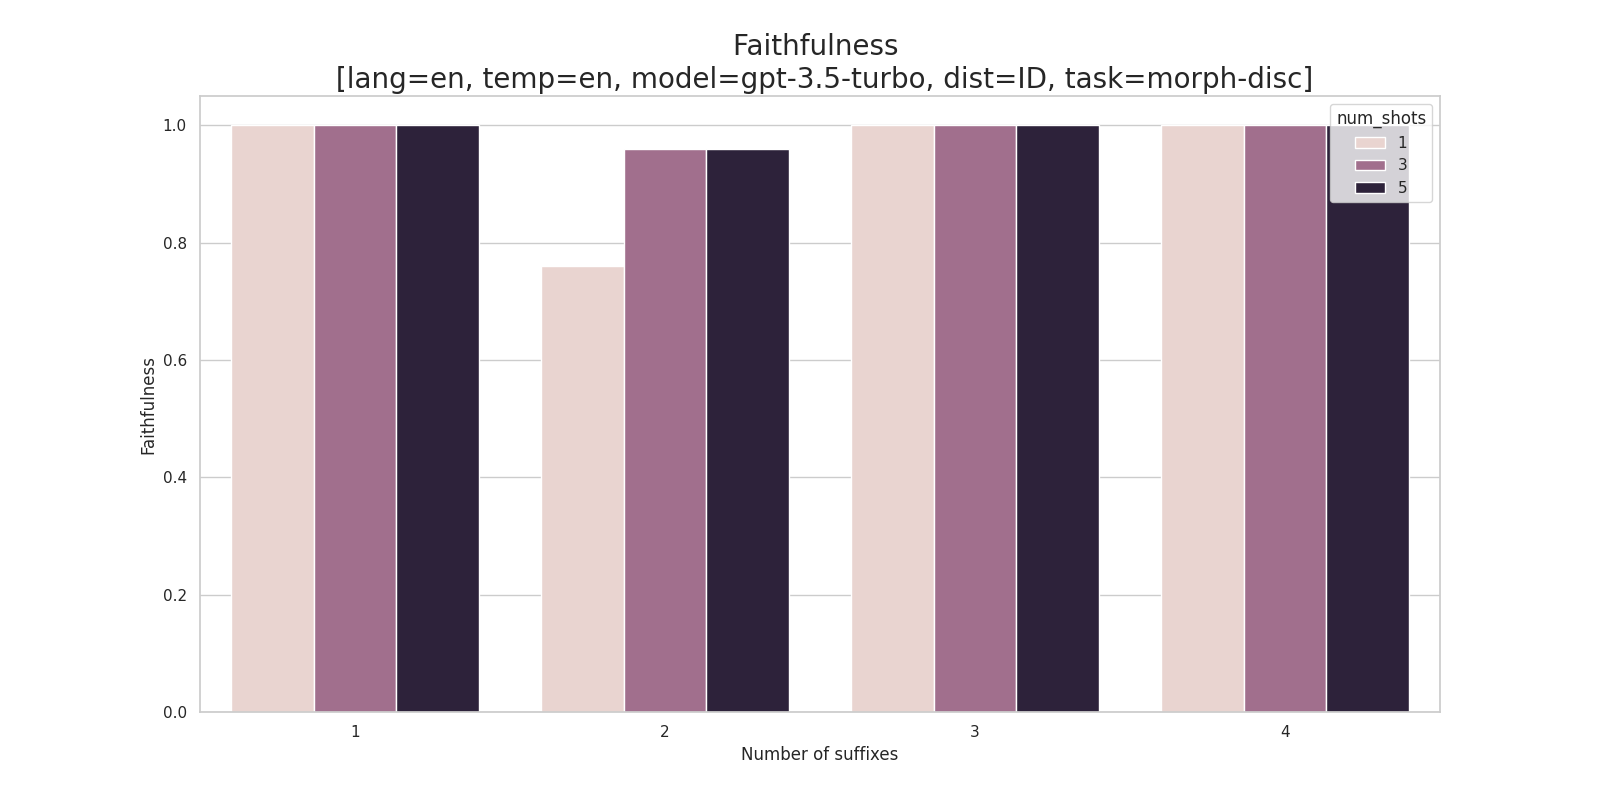 Faithfulness
[lang=en, temp=en, model=gpt-3.5-turbo, dist=ID, task=morph-disc]
num_shots
1
3
5
Faithfulness
1.0
0.8
0.6
0.4
0.2
0.0
1 2 3 4
Number of suffixes